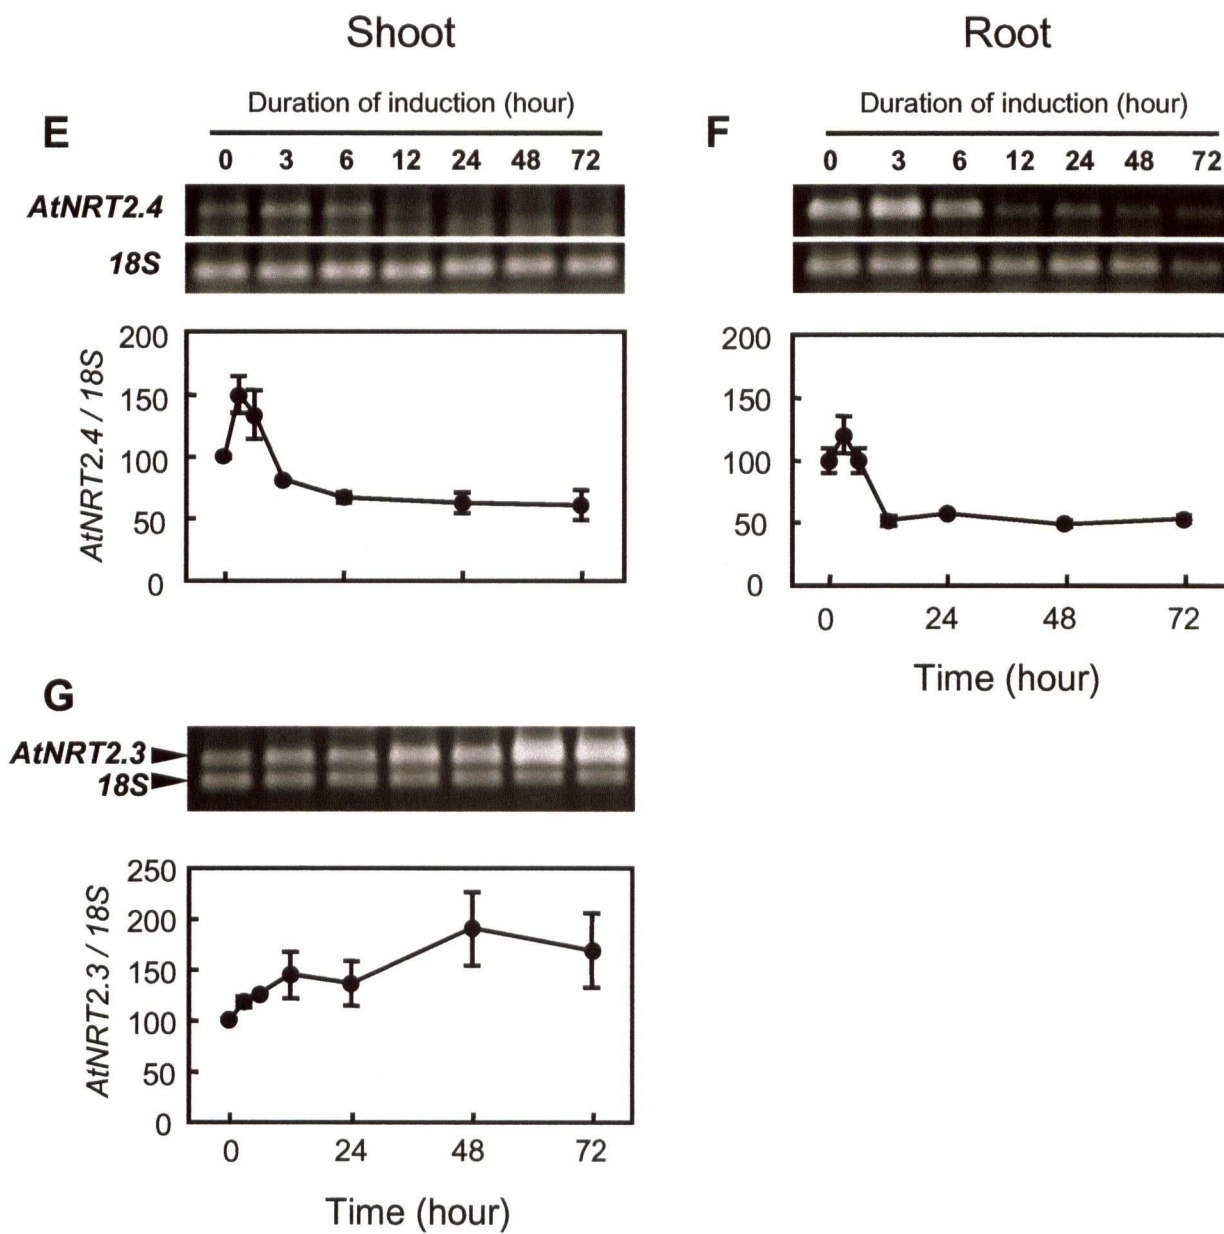 Shoot
Root
Duration of induction (hour)
Duration of induction (hour)
E
F
0 3 6 12 24 48 72
0 3 6 12 24 48 72
AtNRT2.4
18S
200
150
100
50
0
AtNRT2.4 / 18S
200
150
100
50
0
0 24 48 72
Time (hour)
G
AtNRT2.3
18S
250
200
150
100
50
0
AtNRT2.3 / 18S
0 24 48 72
Time (hour)